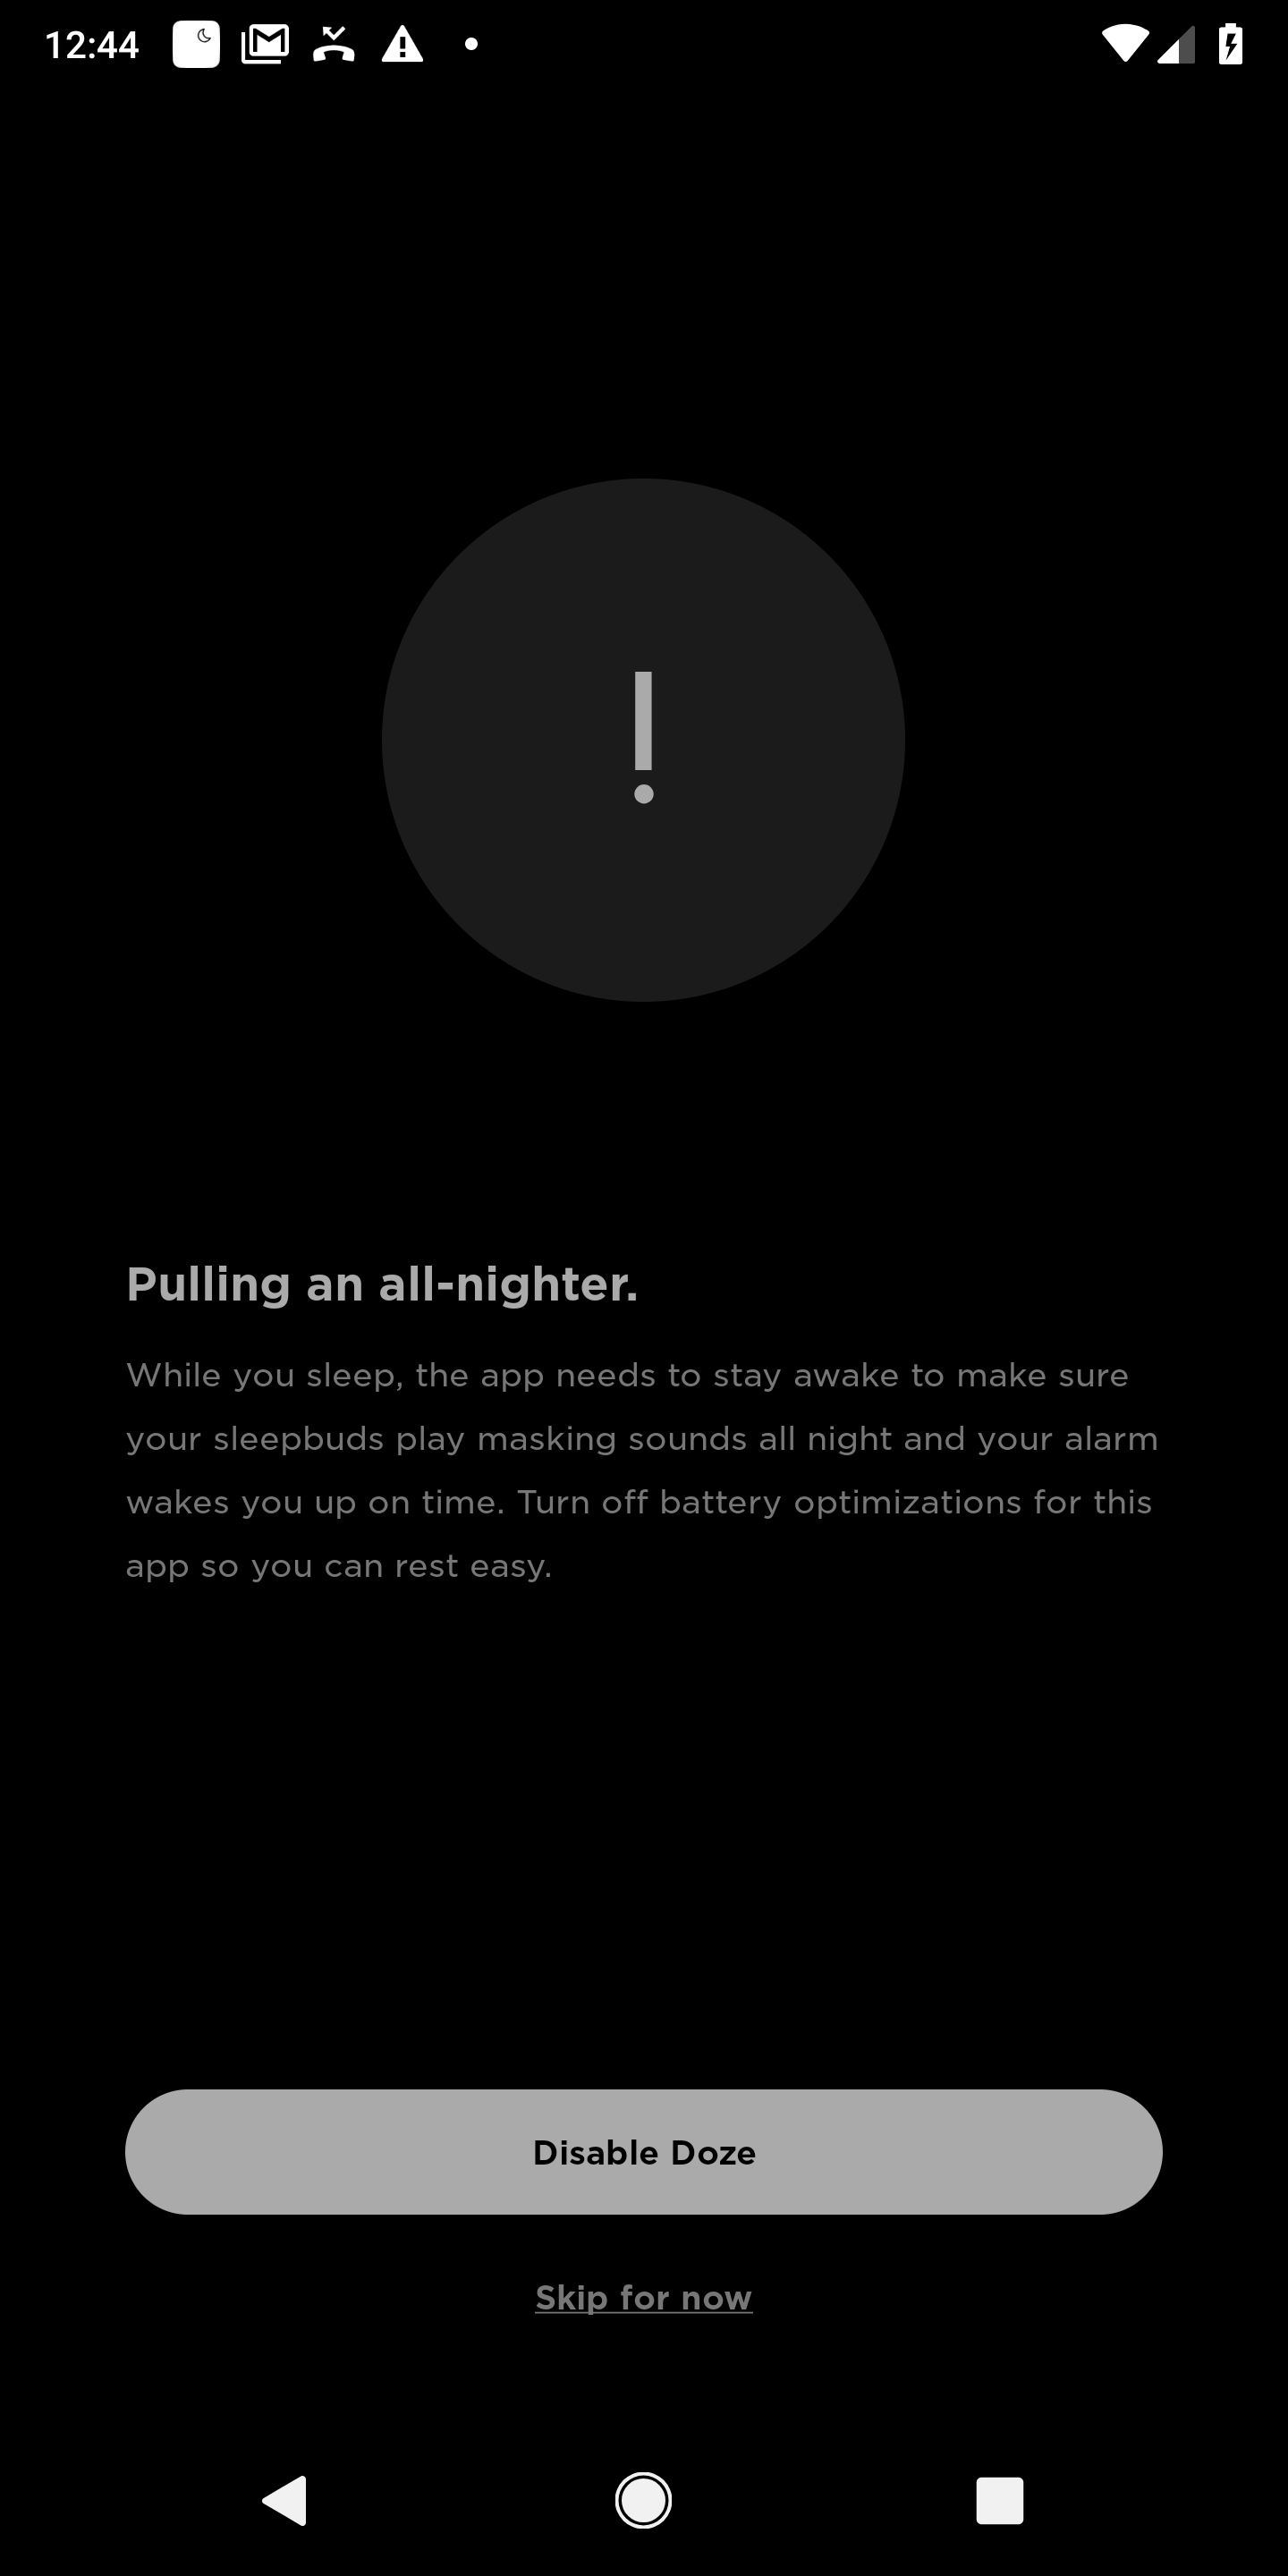 12:44
Pulling an all-nighter.
While you sleep, the app needs to stay awake to make sure
your sleepbuds play masking sounds all night and your alarm
wakes you up on time. Turn off battery optimizations for this
app so you can rest easy.
Disable Doze
Skip for now